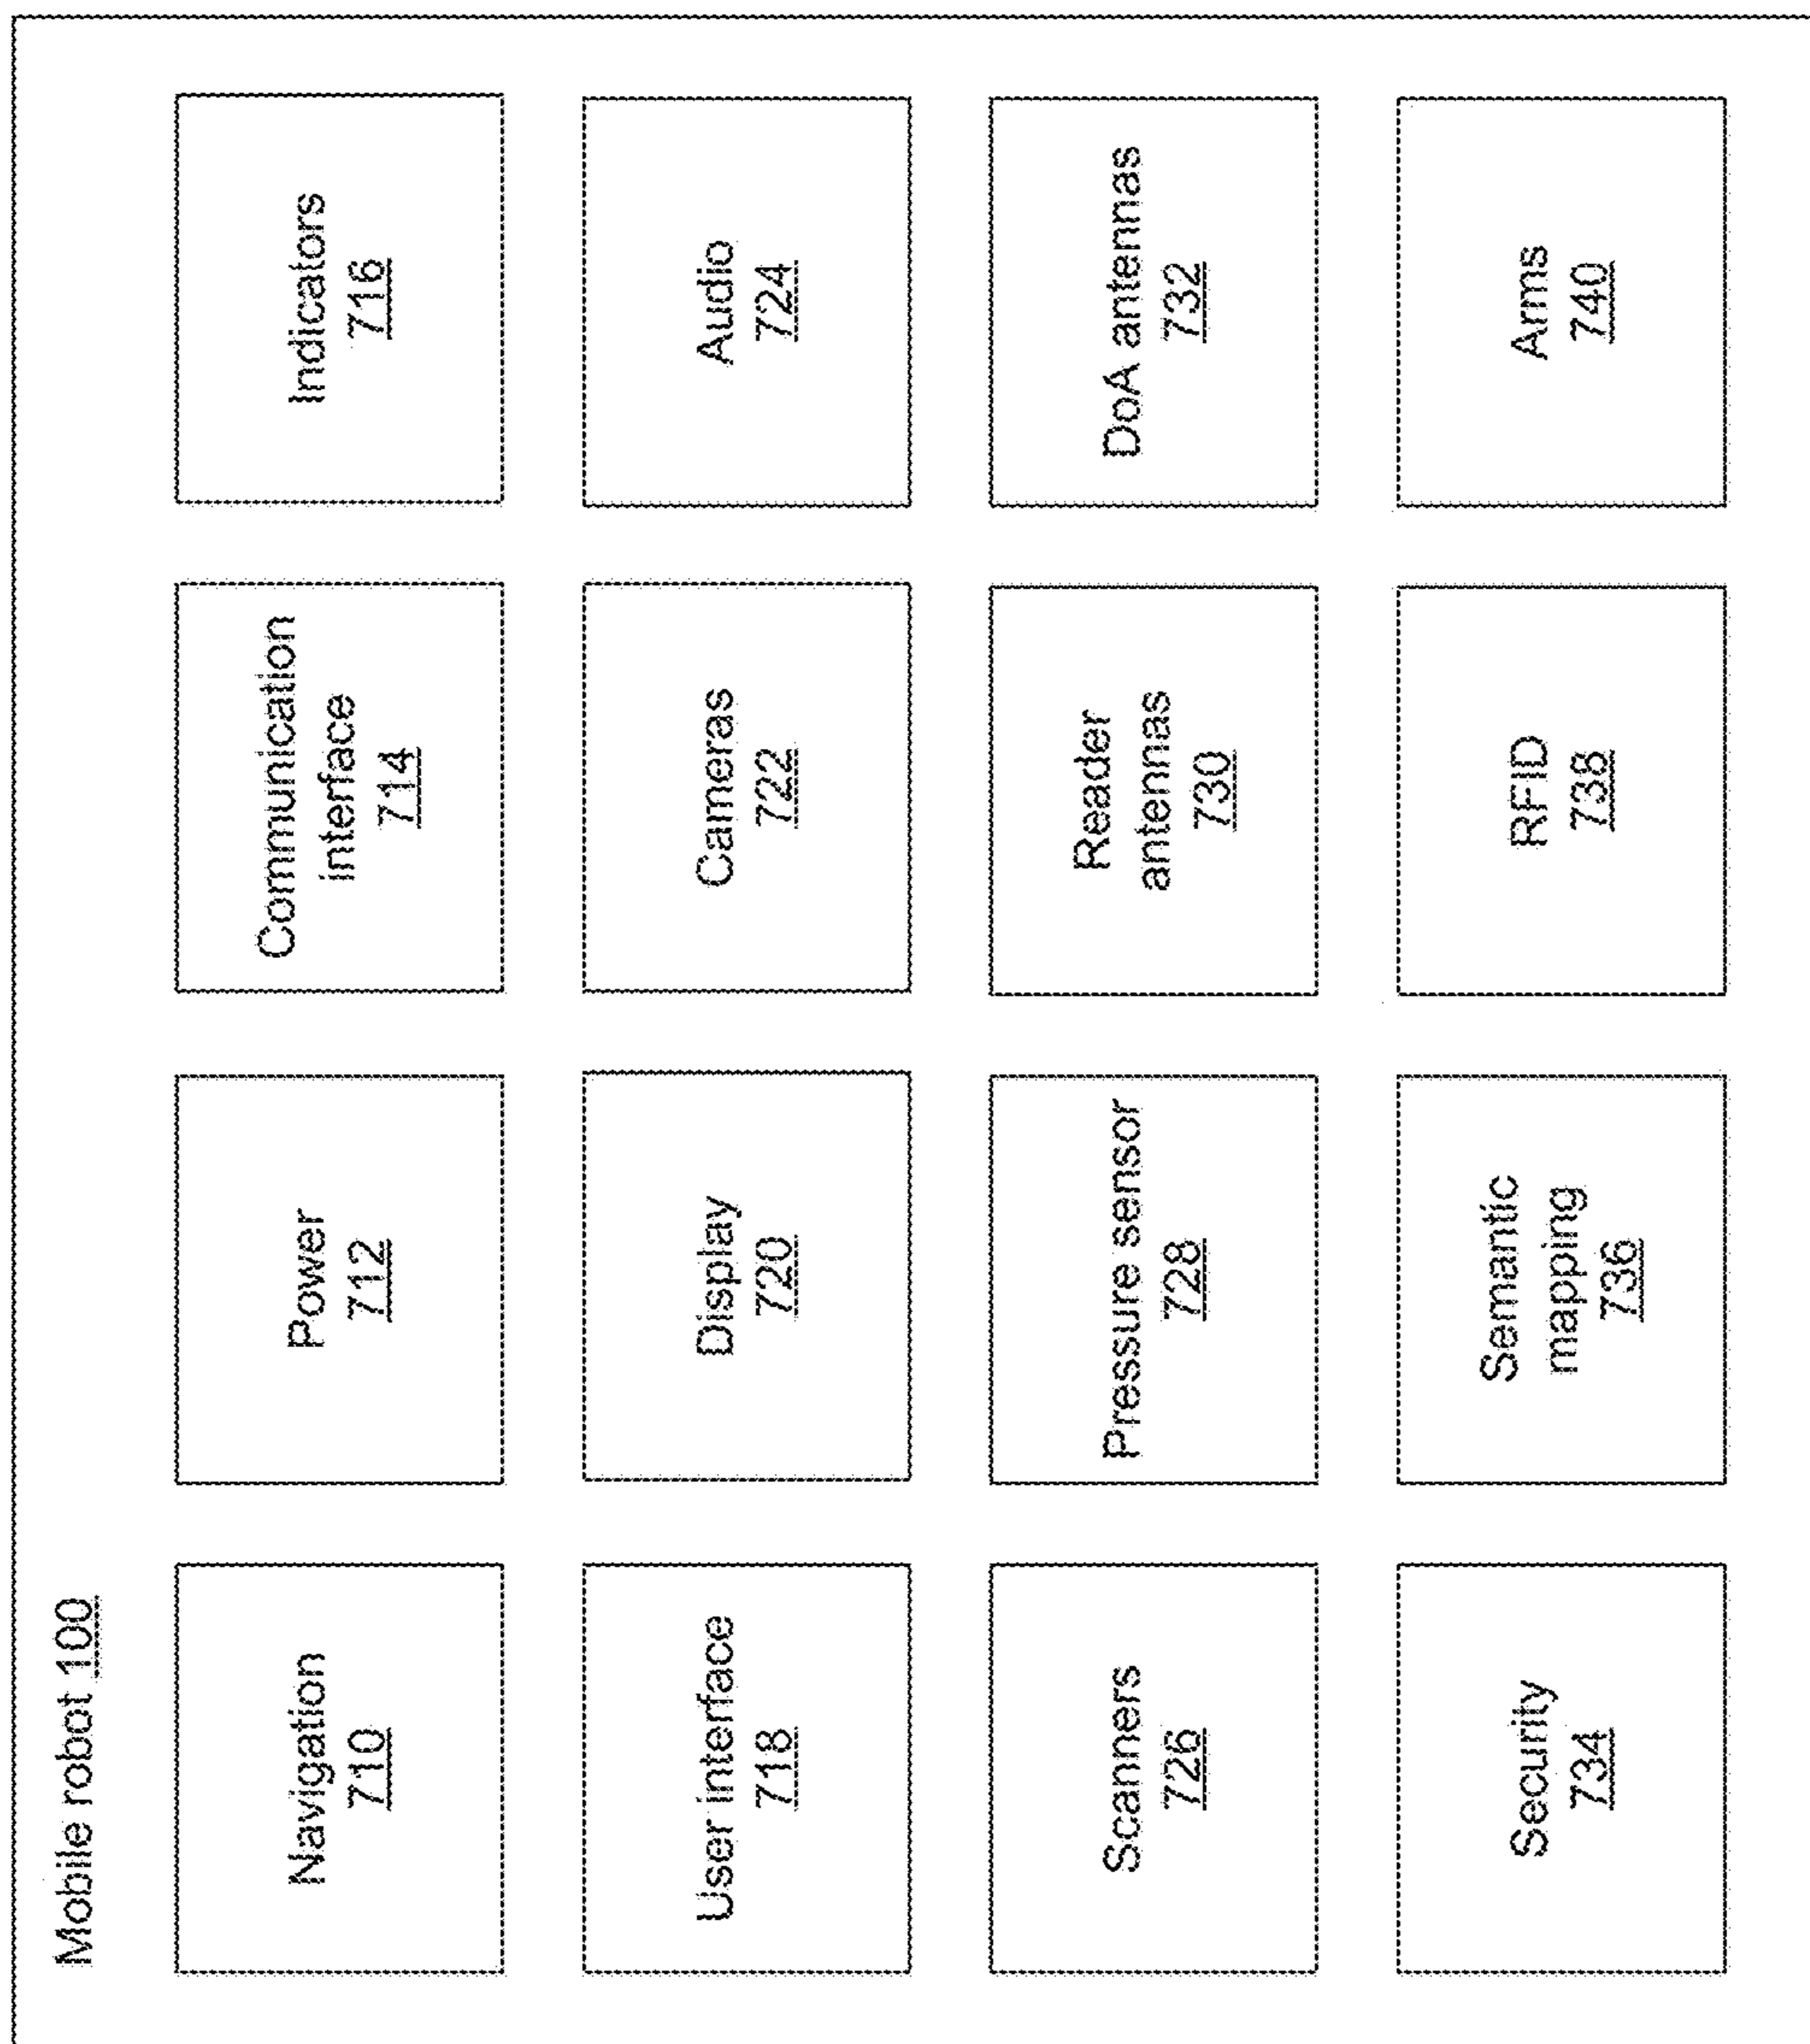 Mobile robot 100
Navigation
710
Power
712
Communication
interface
714
Indicators
716
User interface
718
Display
720
Cameras
722
Audio
724
Scanners
726
Pressure sensor
728
Reader
antennas
730
DoA antennas
732
Security
734
Semantic
mapping
736
RFID
738
Arms
740